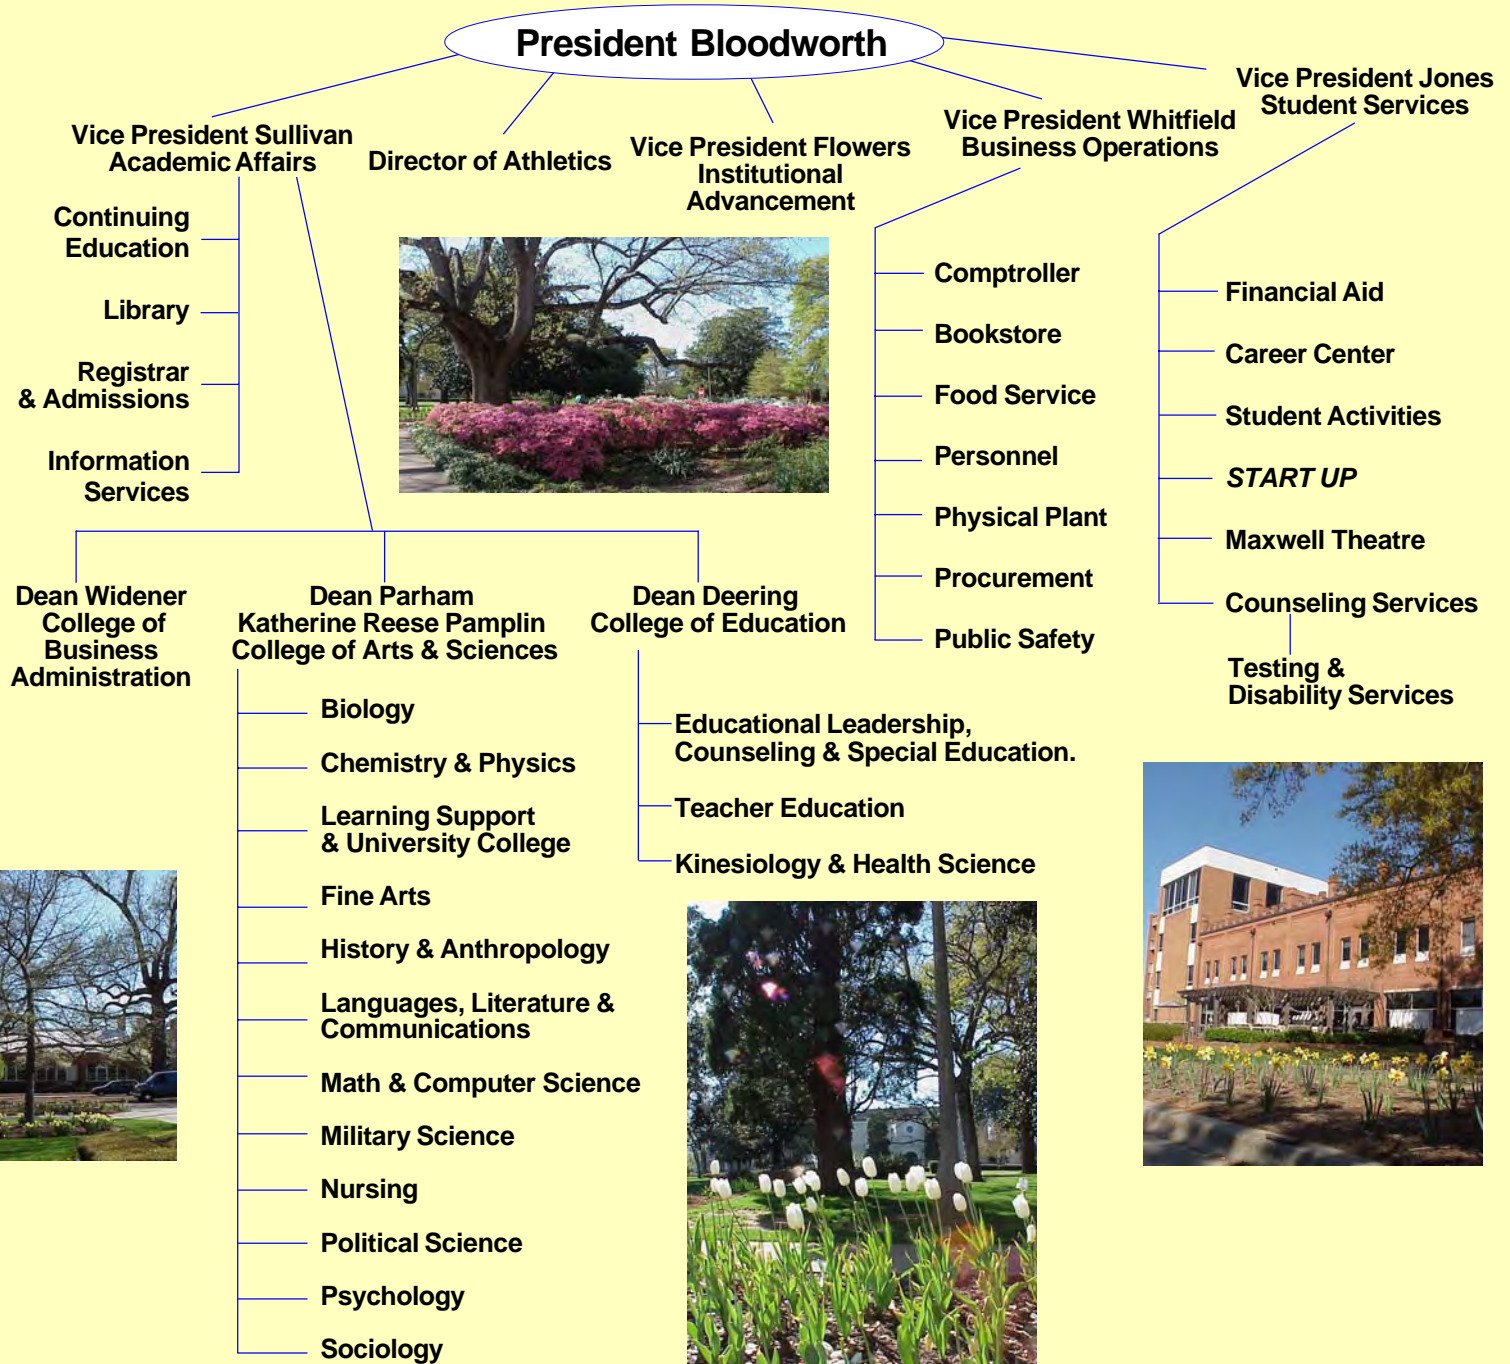 President Bloodworth
Vice President Sullivan
Academic Affairs
Director of Athletics
Vice President Flowers
Institutional
Advancement
Vice President Whitfield
Business Operations
Vice President Jones
Student Services
Continuing
Education
Library
Registrar
& Admissions
Information
Services
Comptroller
Bookstore
Food Service
Personnel
Physical Plant
Procurement
Public Safety
Financial Aid
Career Center
Student Activities
START UP
Maxwell Theatre
Counseling Services
Testing &
Disability Services
Dean Widener
College of
Business
Administration
Dean Parham
Katherine Reese Pamplin
College of Arts & Sciences
Dean Deering
College of Education
Biology
Chemistry & Physics
Learning Support
& University College
Fine Arts
History & Anthropology
Languages, Literature &
Communications
Math & Computer Science
Military Science
Nursing
Political Science
Psychology
Sociology
Educational Leadership,
Counseling & Special Education.
Teacher Education
Kinesiology & Health Science